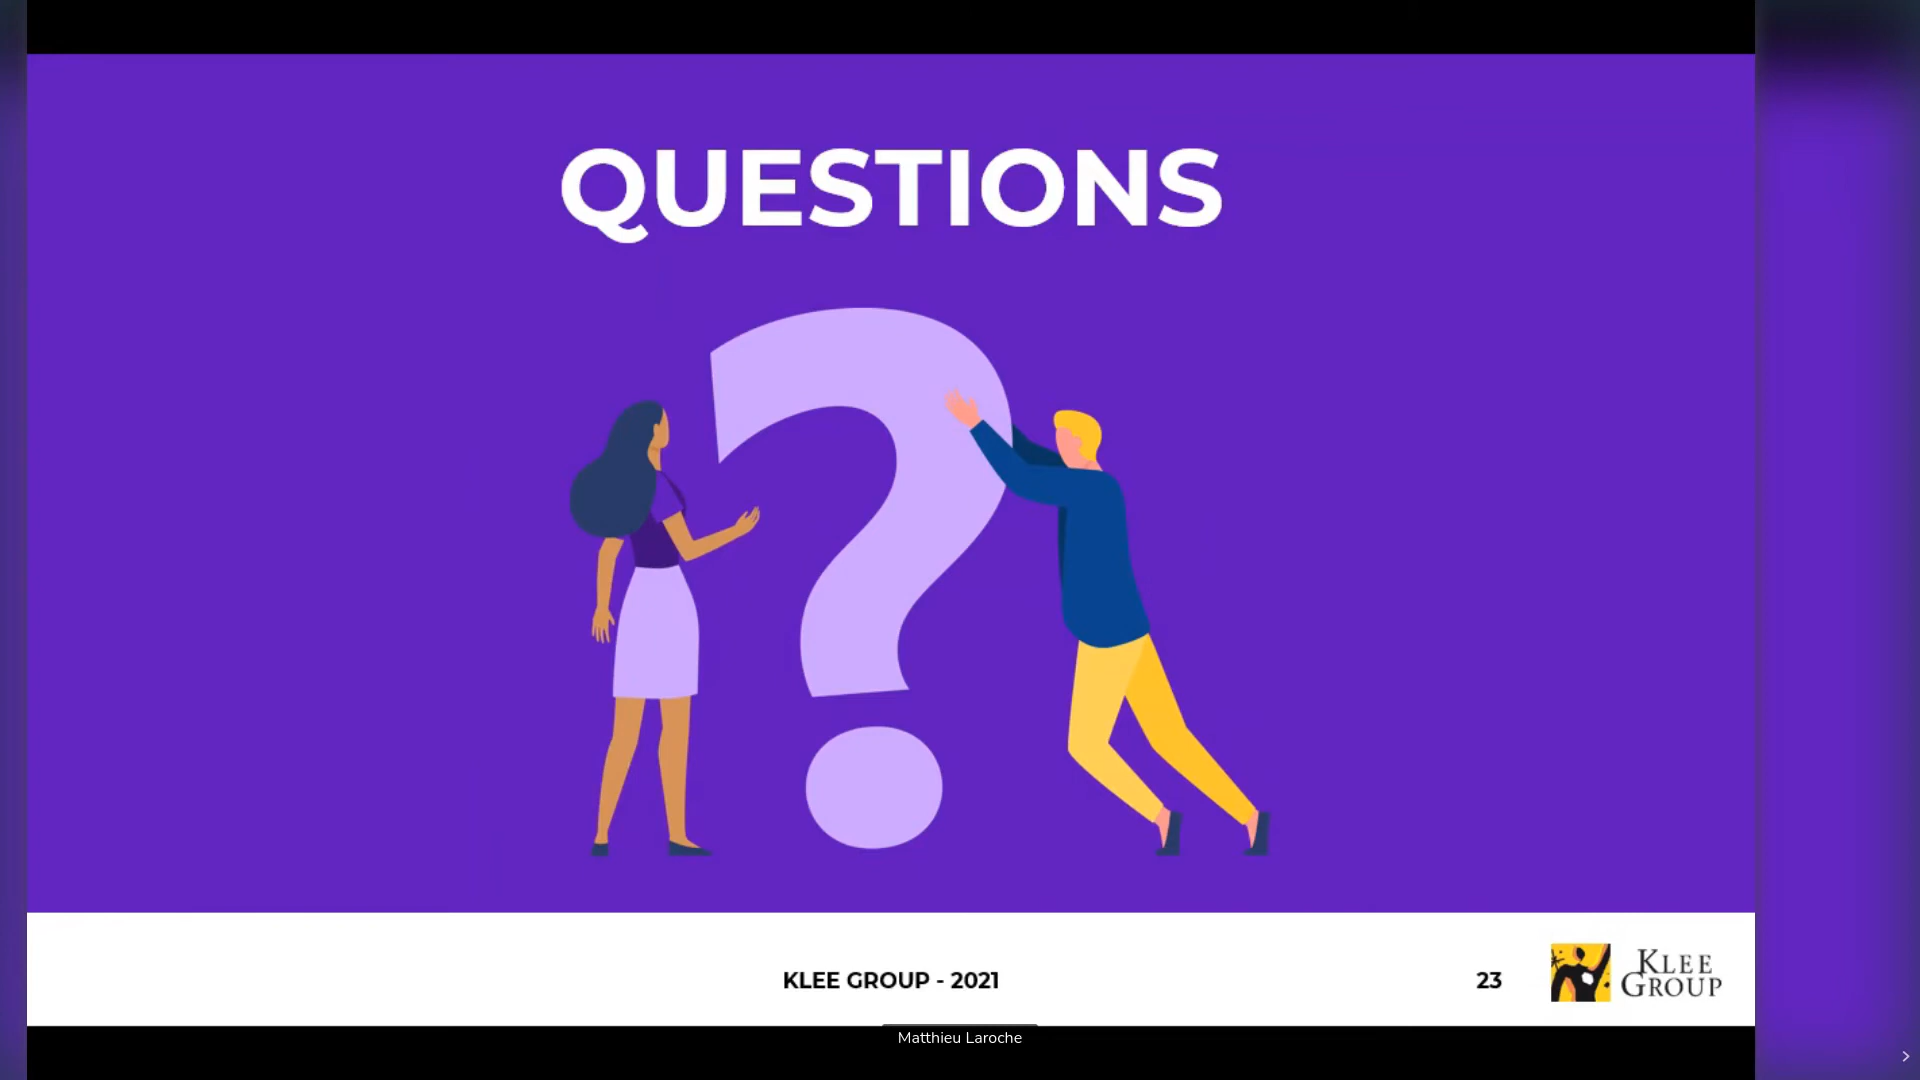 QUESTIONS
KLEE GROUP - 2021
23
KLEE
GROUP
Matthieu Laroche